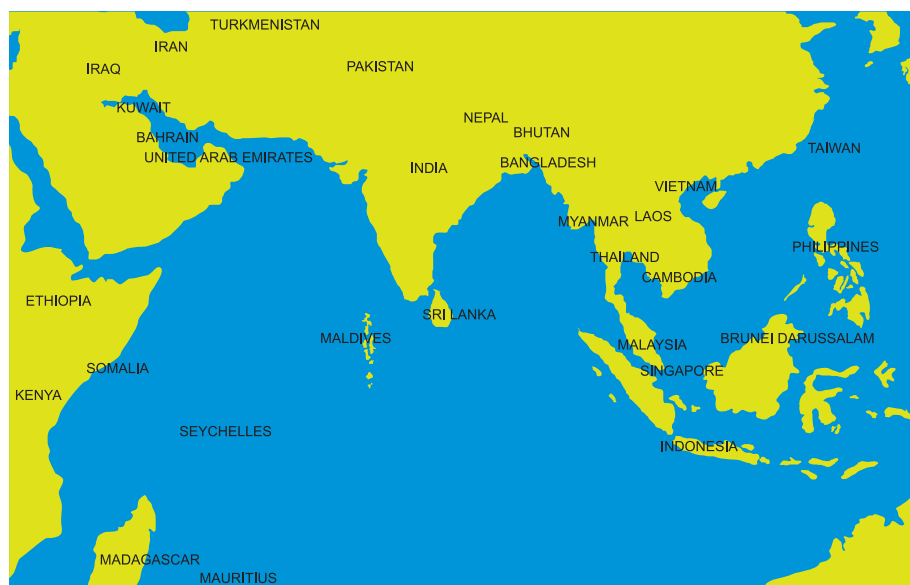 TURKMENISTAN
IRAN
IRAQ
PAKISTAN
KUWAIT
NEPAL
BHUTAN
BAHRAIN
TAIWAN
UNITED ARAB EMIRATES
INDIA
BANGLADESH
VIETNAM
MYANMAR
LAOS
PHILIPPINES
THAILAND
CAMBODIA
ETHIOPIA
SRI LANKA
MALDIVES
MALAYSIA
BRUNEI DARUSSALAM
SOMALIA
SINGAPORE
KENYA
SEYCHELLES
INDONESIA
MADAGASCAR
MAURITIUS